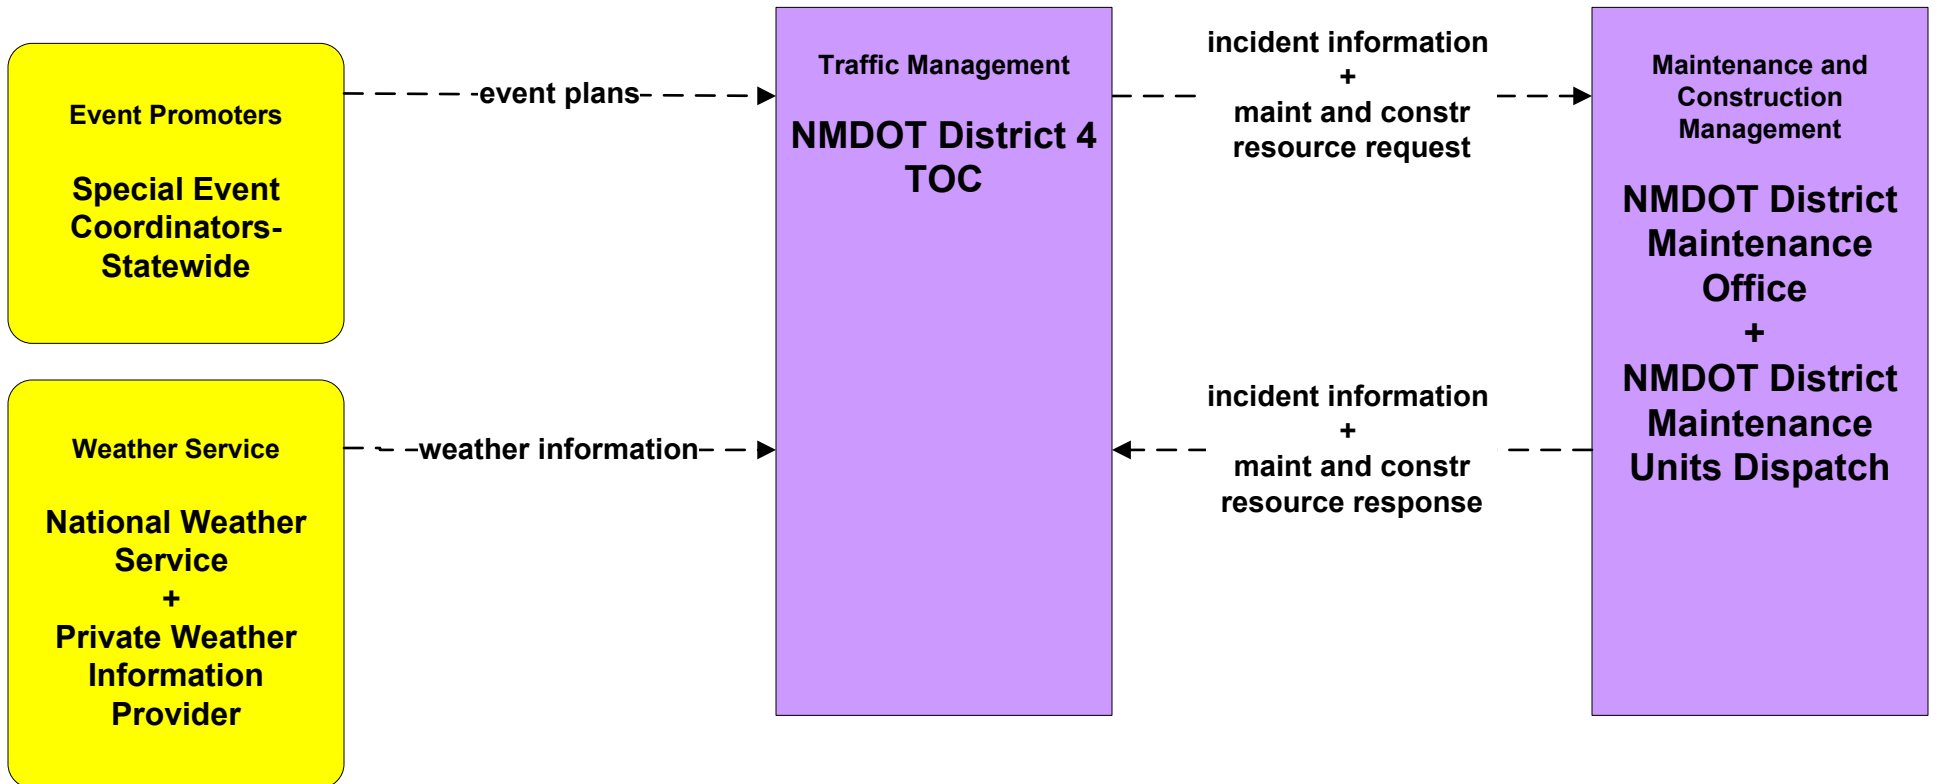 Event Promoters
Special Event
Coordinators-
Statewide
event plans
Traffic Management
NMDOT District 4
TOC
incident information
+
maint and constr
resource request
Maintenance and
Construction
Management
NMDOT District
Maintenance
Office
+
NMDOT District
Maintenance
Units Dispatch
Weather Service
National Weather
Service
+
Private Weather
Information
Provider
weather information
incident information
+
maint and constr
resource response